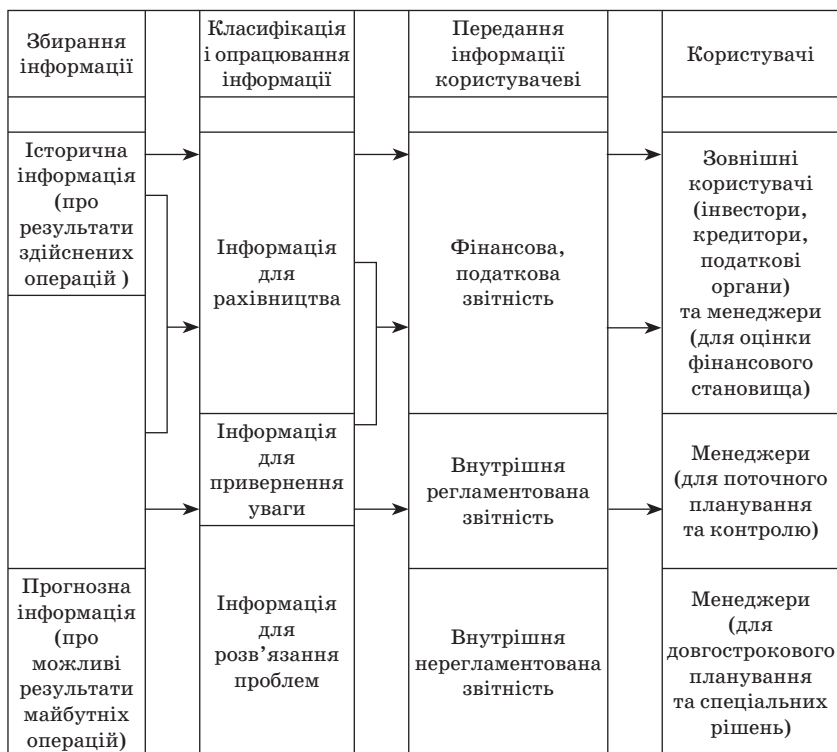 Збирання
інформації
Класифікація
і опрацювання
інформації
Передання
інформації
користувачеві
Користувачі
Історична
інформація
(про
результати
здійснених
операцій )
Прогнозна
інформація
(про
можливі
результати
майбутніх
операцій)
Інформація
для
рахівництва
Інформація
для
привернення
уваги
Інформація
для
розв’язання
проблем
Фінансова,
податкова
звітність
Внутрішня
регламентована
звітність
Внутрішня
нерегламентована
звітність
Зовнішні
користувачі
(інвестори,
кредитори,
податкові
органи)
та менеджери
(для оцінки
фінансового
становища)
Менеджери
(для поточного
планування
та контролю)
Менеджери
(для
довгострокового
планування
та спеціальних
рішень)